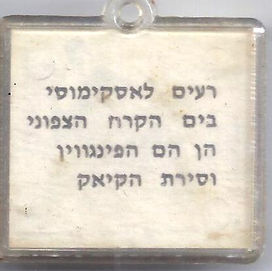 רעים לאסקימוסי
בים הקרח הצפוני
הן הם הפינגווין
וסירת הקיאק